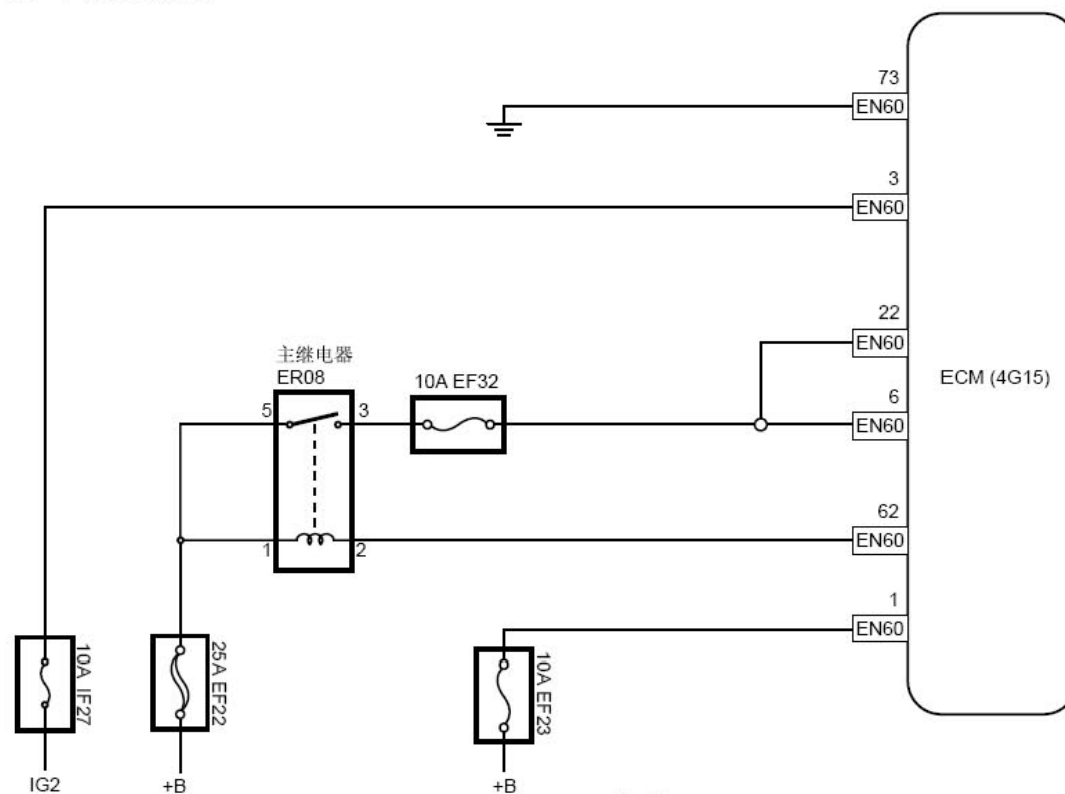 73
EN60
3
EN60
22
EN60
主继电器
ER08
10A EF32
ECM (4G15)
5
3
6
EN60
62
1
2
EN60
1
EN60
10A IF27
25A EF22
10A EF23
IG2
+B
+B